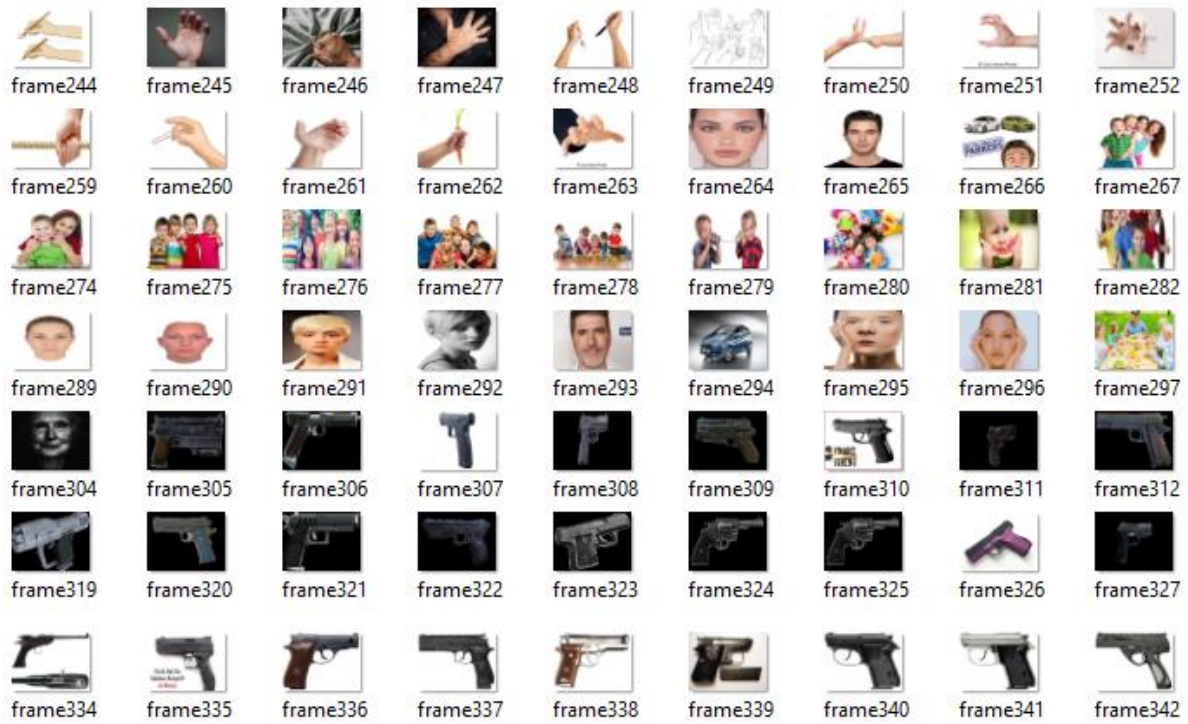 frame244 frame245 frame246 frame247 frame248 frame249 frame250 frame251 frame252
frame259 frame260 frame261 frame262 frame263 frame264 frame265 frame266 frame267
frame274 frame275 frame276 frame277 frame278 frame279 frame280 frame281 frame282
frame289 frame290 frame291 frame292 frame293 frame294 frame295 frame296 frame297
frame304 frame305 frame306 frame307 frame308 frame309 frame310 frame311 frame312
frame319 frame320 frame321 frame322 frame323 frame324 frame325 frame326 frame327
frame334 frame335 frame336 frame337 frame338 frame339 frame340 frame341 frame342